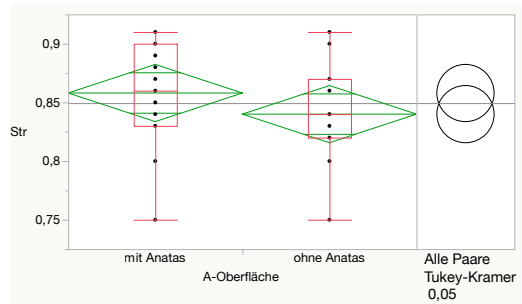 0,9
0,85
Str
0,8
0,75
mit Anatas
ohne Anatas
A-Oberfläche
Alle Paare
Tukey-Kramer
0,05